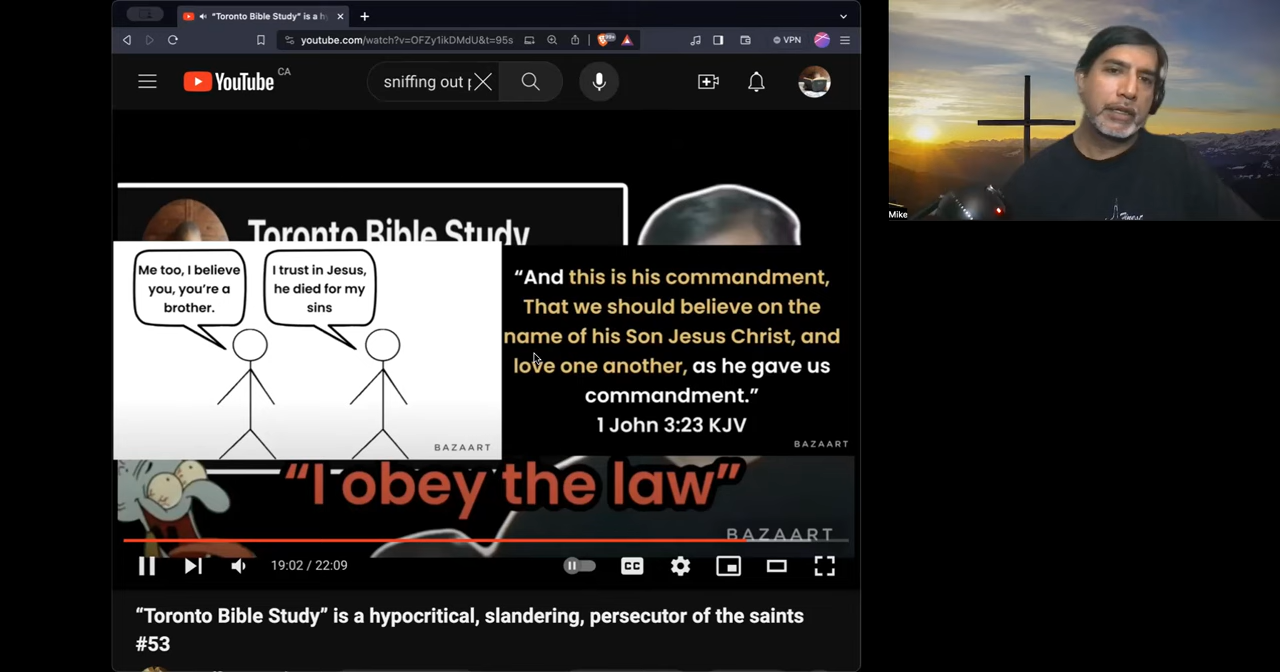 "Toronto Bible Study" is a h
youtube.com/watch?v=OFZy1ikDMdU&t=95s
99+
VPN
YouTube CA
sniffing out p
Toronto Bible Study
Me too, I believe
you, you're a
brother.
I trust in Jesus,
he died for my
sins
BAZAART
“And this is his commandment,
That we should believe on the
name of his Son Jesus Christ, and
love one another, as he gave us
commandment.”
1 John 3:23 KJV
BAZAART
“I obey the law”
BAZAART
19:02 / 22:09
CC
“Toronto Bible Study” is a hypocritical, slandering, persecutor of the saints
#53
Mike
Finest